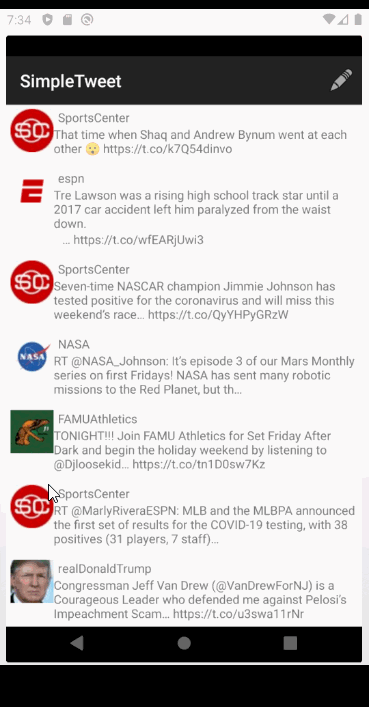 7:34
SimpleTweet
SportsCenter
That time when Shaq and Andrew Bynum went at each
other 😮 https://t.co/k7Q54dinvo
espn
Tre Lawson was a rising high school track star until a
2017 car accident left him paralyzed from the waist
down.
... https://t.co/wfEARjUwi3
SportsCenter
Seven-time NASCAR champion Jimmie Johnson has
tested positive for the coronavirus and will miss this
weekend's race... https://t.co/QyYHPyGRzW
NASA
NASA
RT @NASA_Johnson: It's episode 3 of our Mars Monthly
series on first Fridays! NASA has sent many robotic
missions to the Red Planet, but th...
FAMUAthletics
TONIGHT!!! Join FAMU Athletics for Set Friday After
Dark and begin the holiday weekend by listening to
@Djloosekid... https://t.co/tn1D0sw7Kz
SportsCenter
RT @MarlyRiveraESPN: MLB and the MLBPA announced
the first set of results for the COVID-19 testing, with 38
positives (31 players, 7 staff)...
realDonaldTrump
Congressman Jeff Van Drew (@VanDrewForNJ) is a
Courageous Leader who defended me against Pelosi's
Impeachment Scam... https://t.co/u3swa11rNr